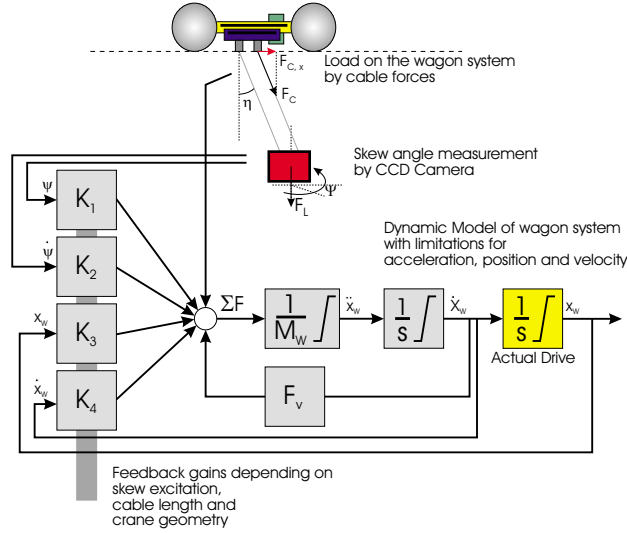 F_C, x
Load on the wagon system
by cable forces
F_C
η
Skew angle measurement
by CCD Camera
Ψ
F_L
ψ
K_1
Dynamic Model of wagon system
with limitations for
acceleration, position and velocity
ψ̇
K_2
x_w
K_3
ΣF
1
M_w
ẍ_w
1
s
ẋ_w
1
s
x_w
Actual Drive
ẋ_w
K_4
F_v
Feedback gains depending on
skew excitation,
cable length and
crane geometry